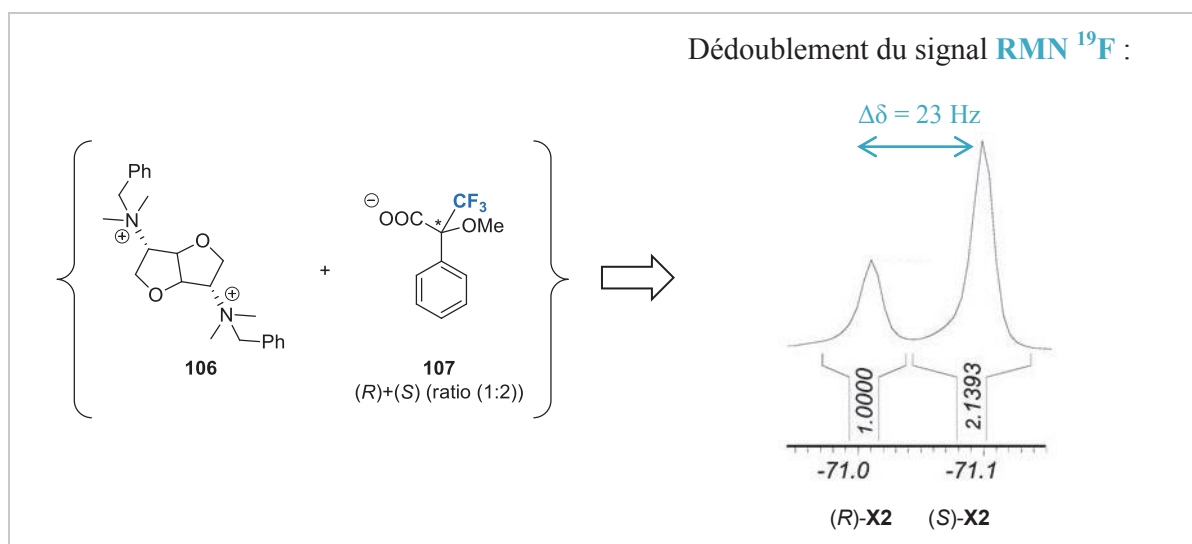 Dédoublement du signal RMN ¹⁹F :
Δδ = 23 Hz
Ph
N
⊕
O
O
⊕
N
Ph
106
+
⊖
OOC
CF₃
*
OMe
107
(R)+(S) (ratio (1:2))
1.0000
2.1393
-71.0
-71.1
(R)-X2
(S)-X2